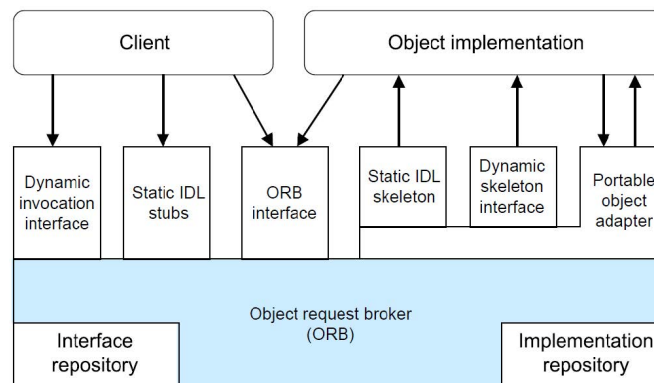 Client
Object implementation
Dynamic
invocation
interface
Static IDL
stubs
ORB
interface
Static IDL
skeleton
Dynamic
skeleton
interface
Portable
object
adapter
Object request broker
(ORB)
Interface
repository
Implementation
repository